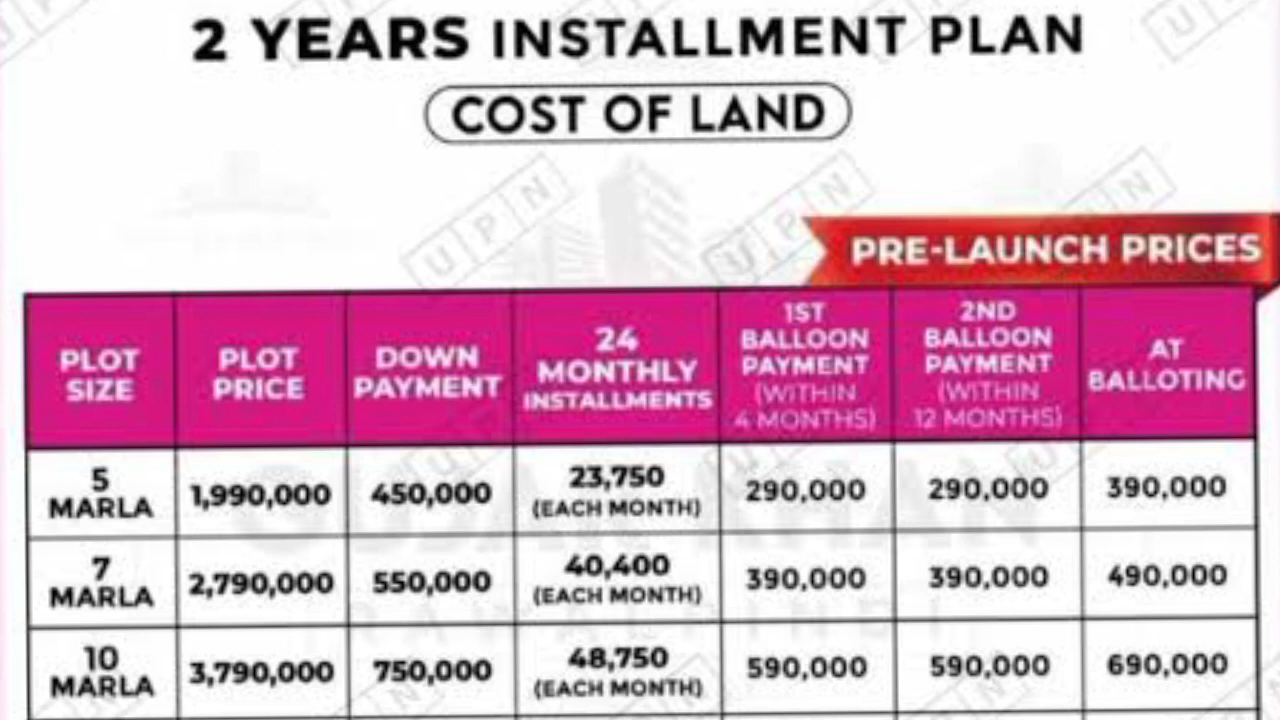 2 YEARS INSTALLMENT PLAN
COST OF LAND
UPN
UPN
UPN
PRE-LAUNCH PRICES
PLOT SIZE | PLOT PRICE | DOWN PAYMENT | 24 MONTHLY INSTALLMENTS | 1ST BALLOON PAYMENT (WITHIN 4 MONTHS) | 2ND BALLOON PAYMENT (WITHIN 12 MONTHS) | AT BALLOTING
5 MARLA | 1,990,000 | 450,000 | 23,750 (EACH MONTH) | 290,000 | 290,000 | 390,000
7 MARLA | 2,790,000 | 550,000 | 40,400 (EACH MONTH) | 390,000 | 390,000 | 490,000
RAWALPINDI
10 MARLA | 3,790,000 | 750,000 | 48,750 (EACH MONTH) | 590,000 | 590,000 | 690,000